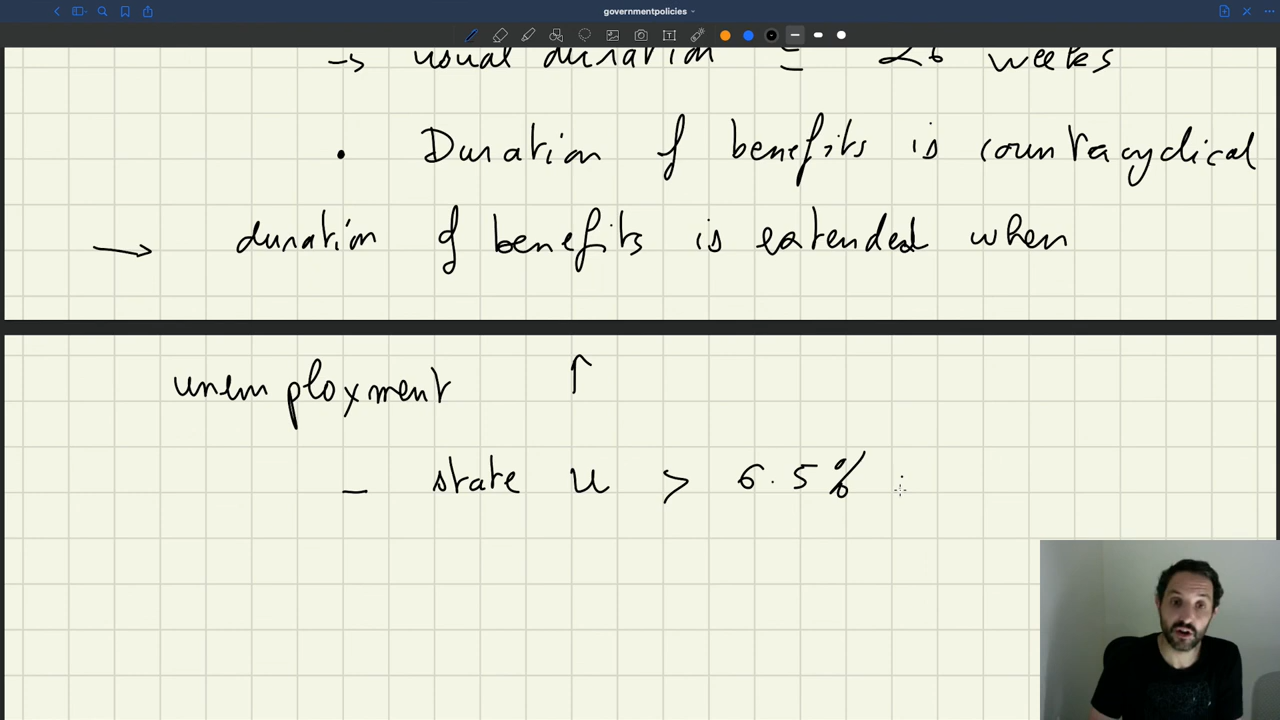 governmentpolicies
→ usual duration = 26 weeks
• Duration of benefits is countracyclical
→ duration of benefits is extended when
unemployment ↑
- state u > 6.5%